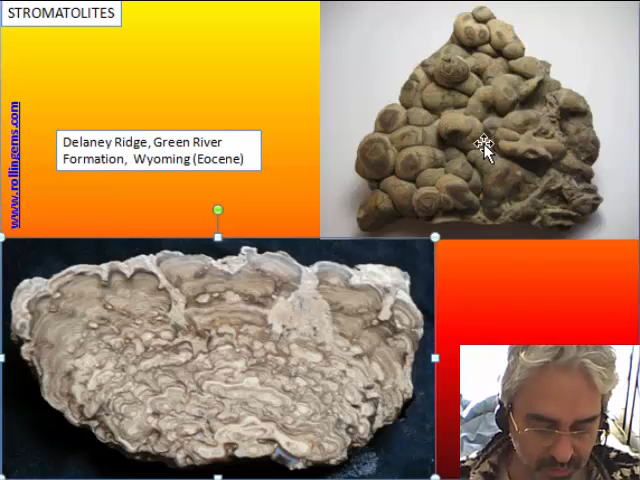 STROMATOLITES
www.rollingems.com
Delaney Ridge, Green River
Formation, Wyoming (Eocene)